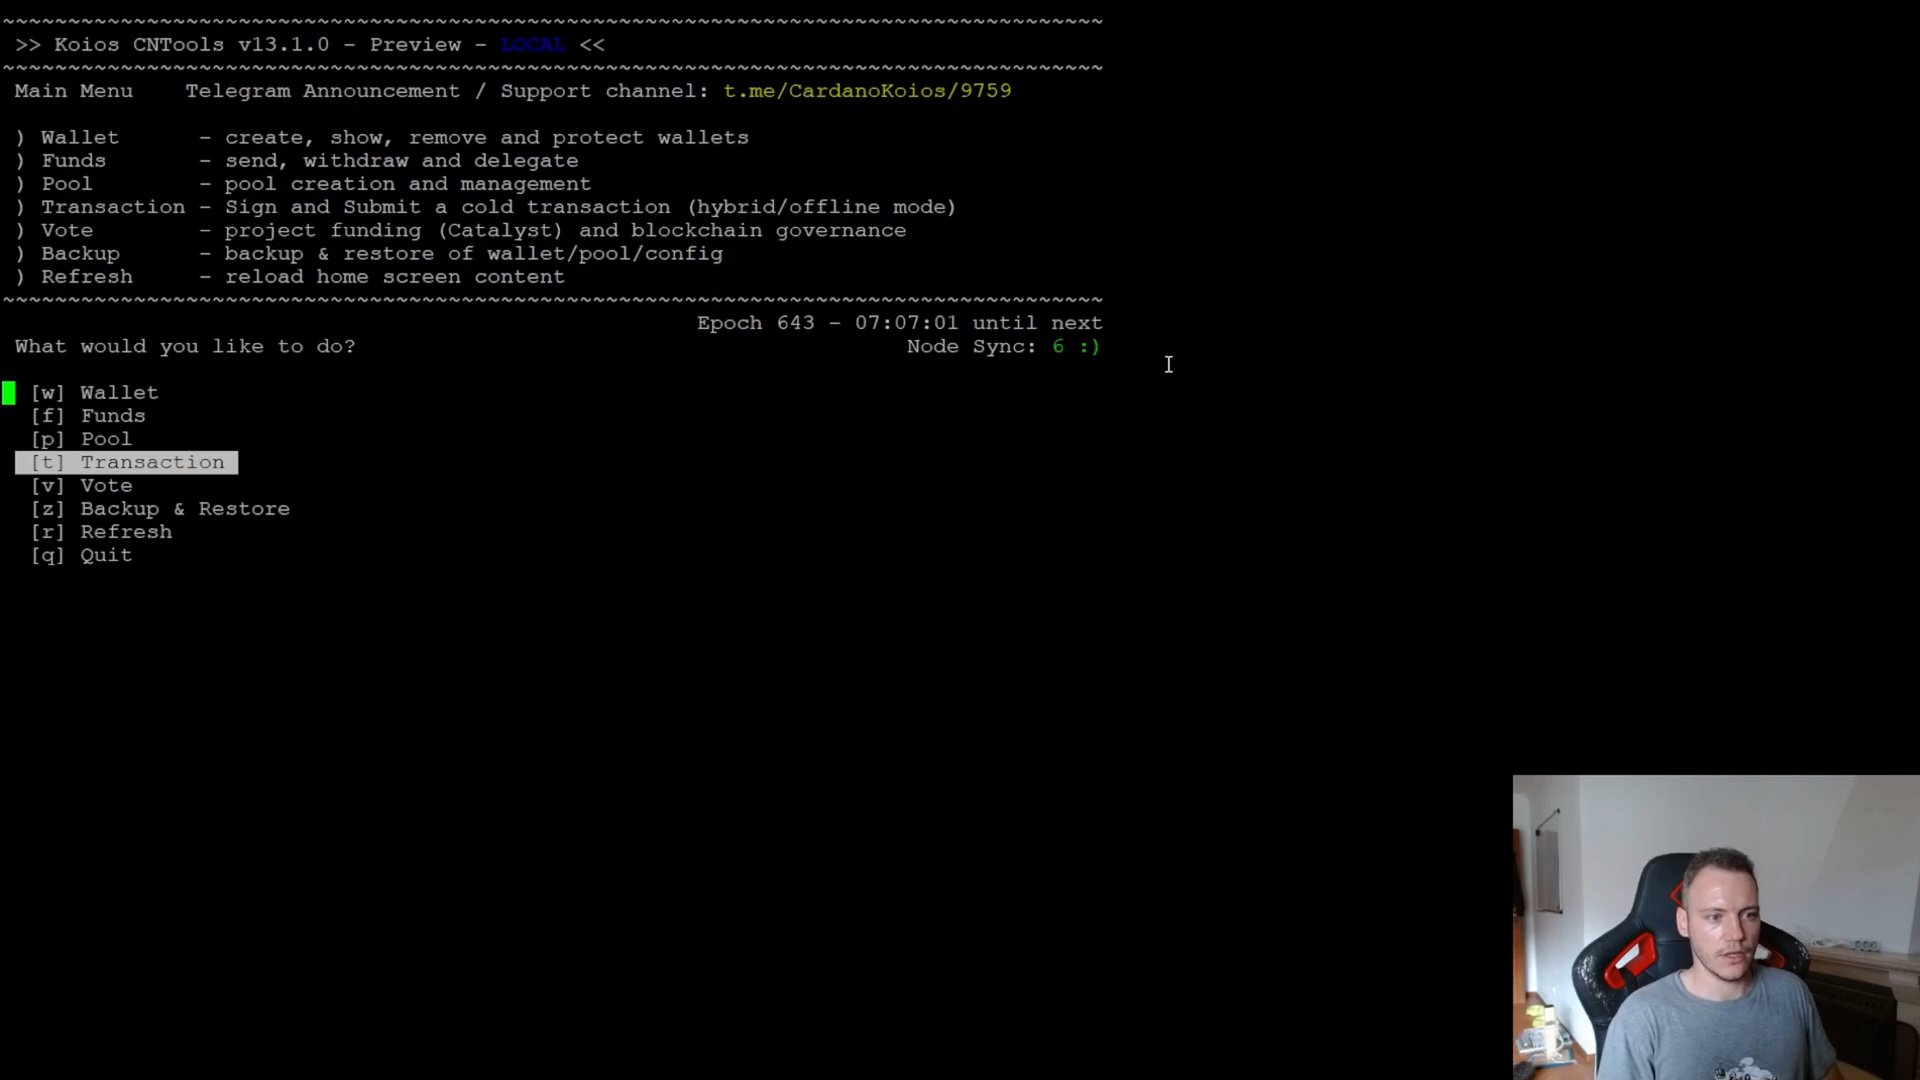 >> Koios CNTools v13.1.0 - Preview - LOCAL <<
Main Menu    Telegram Announcement / Support channel: t.me/CardanoKoios/9759
) Wallet      - create, show, remove and protect wallets
) Funds       - send, withdraw and delegate
) Pool        - pool creation and management
) Transaction - Sign and Submit a cold transaction (hybrid/offline mode)
) Vote        - project funding (Catalyst) and blockchain governance
) Backup      - backup & restore of wallet/pool/config
) Refresh     - reload home screen content
Epoch 643 - 07:07:01 until next
What would you like to do? Node Sync: 6 :)
[w] Wallet
[f] Funds
[p] Pool
[t] Transaction
[v] Vote
[z] Backup & Restore
[r] Refresh
[q] Quit